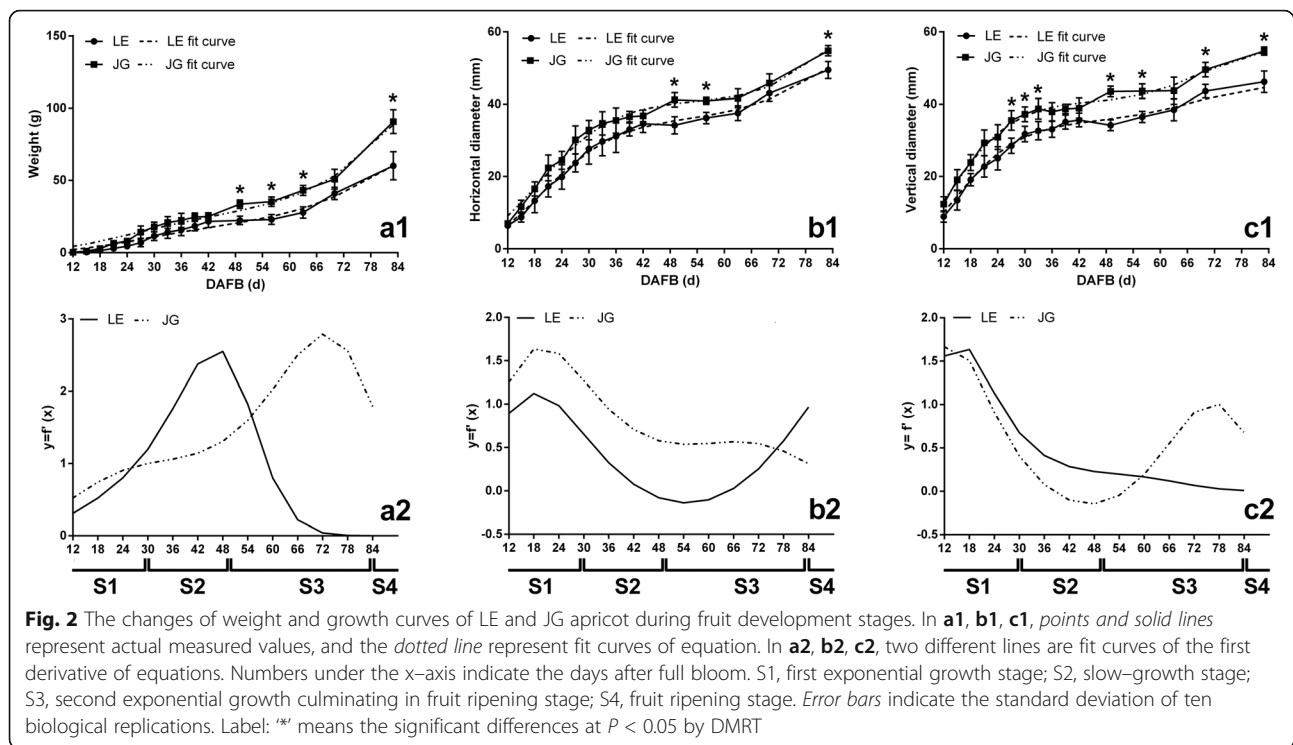 LE LE fit curve
JG JG fit curve
150
100
50
0
Weight (g)
* * * *
a1
12 18 24 30 36 42 48 54 60 66 72 78 84
DAFB (d)
LE LE fit curve
JG JG fit curve
60
40
20
0
Horizontal diameter (mm)
* * *
b1
12 18 24 30 36 42 48 54 60 66 72 78 84
DAFB (d)
LE LE fit curve
JG JG fit curve
60
40
20
0
Vertical diameter (mm)
* * * * * * *
c1
12 18 24 30 36 42 48 54 60 66 72 78 84
DAFB (d)
LE JG
3
2
1
0
y=f' (x)
a2
12 18 24 30 36 42 48 54 60 66 72 78 84
S1 S2 S3 S4
LE JG
2.0
1.5
1.0
0.5
0.0
-0.5
y=f' (x)
b2
12 18 24 30 36 42 48 54 60 66 72 78 84
S1 S2 S3 S4
LE JG
2.0
1.5
1.0
0.5
0.0
-0.5
y= f' (x)
c2
12 18 24 30 36 42 48 54 60 66 72 78 84
S1 S2 S3 S4
Fig. 2 The changes of weight and growth curves of LE and JG apricot during fruit development stages. In a1, b1, c1, points and solid lines
represent actual measured values, and the dotted line represent fit curves of equation. In a2, b2, c2, two different lines are fit curves of the first
derivative of equations. Numbers under the x–axis indicate the days after full bloom. S1, first exponential growth stage; S2, slow–growth stage;
S3, second exponential growth culminating in fruit ripening stage; S4, fruit ripening stage. Error bars indicate the standard deviation of ten
biological replications. Label: ‘*’ means the significant differences at P < 0.05 by DMRT